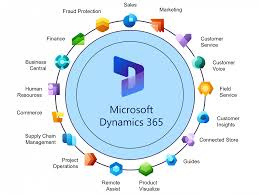 Sales
Fraud Protection
Marketing
Finance
Customer
Service
Business
Central
Customer
Voice
Human
Resources
Field
Service
Commerce
Customer
Insights
Supply Chain
Management
Connected Store
Project
Operations
Guides
Remote
Assist
Product
Visualize
Microsoft
Dynamics 365